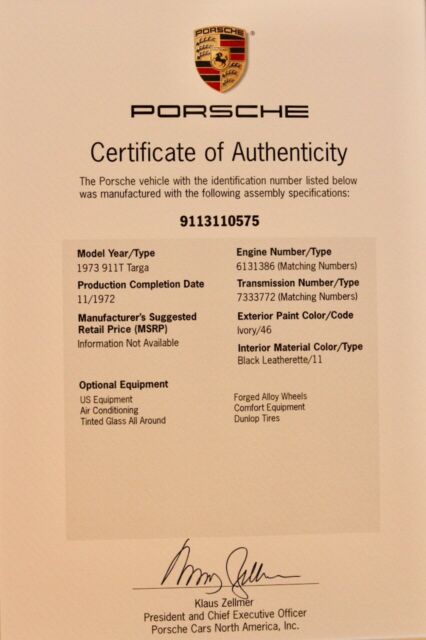 PORSCHE
Certificate of Authenticity
The Porsche vehicle with the identification number listed below
was manufactured with the following assembly specifications:
9113110575
Model Year/Type
1973 911T Targa
Production Completion Date
11/1972
Manufacturer's Suggested
Retail Price (MSRP)
Information Not Available
Engine Number/Type
6131386 (Matching Numbers)
Transmission Number/Type
7333772 (Matching Numbers)
Exterior Paint Color/Code
Ivory/46
Interior Material Color/Type
Black Leatherette/11
Optional Equipment
US Equipment
Air Conditioning
Tinted Glass All Around
Forged Alloy Wheels
Comfort Equipment
Dunlop Tires
Klaus Zellmer
President and Chief Executive Officer
Porsche Cars North America, Inc.